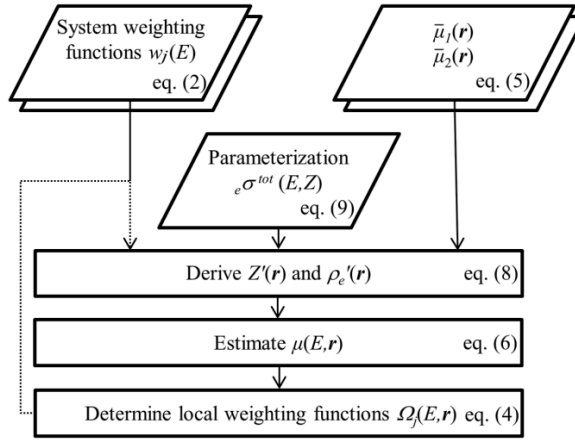 System weighting
functions wⱼ(E)
eq. (2)
μ̅₁(r)
μ̅₂(r)
eq. (5)
Parameterization
ₑσᵗᵒᵗ (E,Z)
eq. (9)
Derive Z'(r) and ρₑ'(r) eq. (8)
Estimate μ(E,r) eq. (6)
Determine local weighting functions Ωⱼ(E,r) eq. (4)